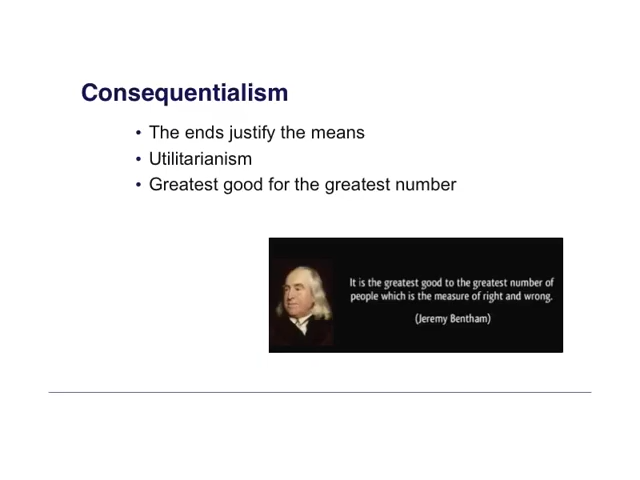 Consequentialism
• The ends justify the means
• Utilitarianism
• Greatest good for the greatest number
It is the greatest good to the greatest number of
people which is the measure of right and wrong.
(Jeremy Bentham)